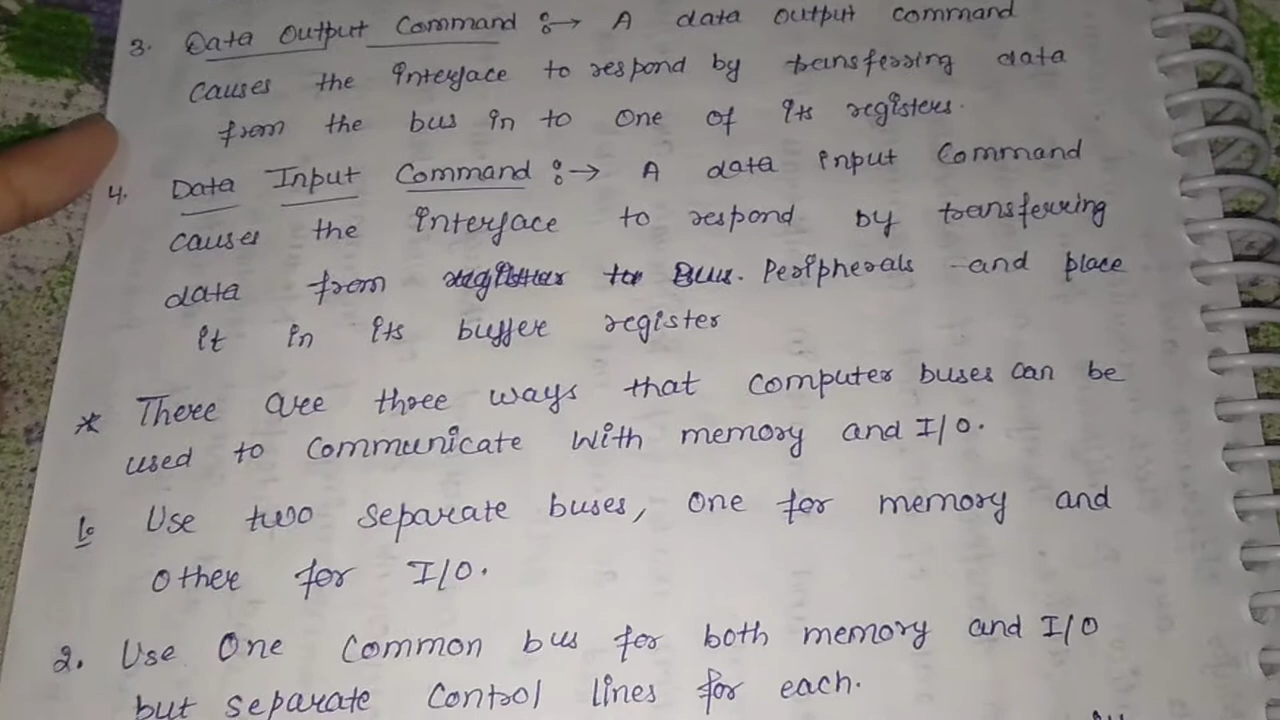 3. Data Output Command :→ A data output command
causes the interface to respond by transferring data
from the bus in to one of its registers.
4. Data Input Command :→ A data input command
causes the interface to respond by transferring
data from registers to Bus. Peripherals and place
it in its buffer register
* There are three ways that computer buses can be
used to communicate with memory and I/O.
1. Use two separate buses, one for memory and
other for I/O.
2. Use one common bus for both memory and I/O
but separate control lines for each.